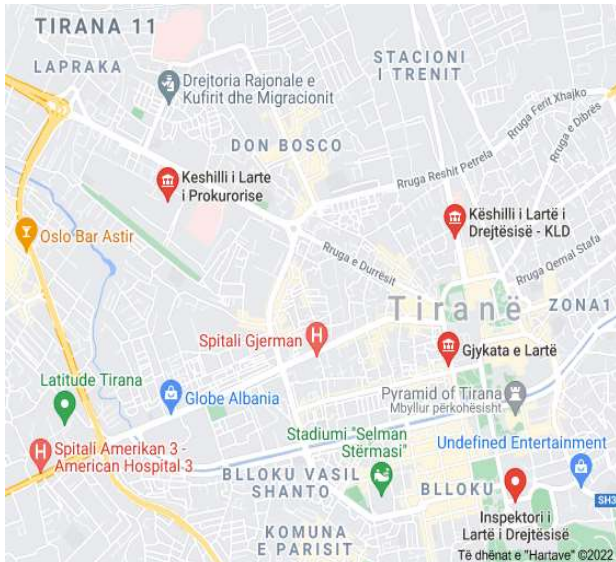 TIRANA 11
LAPRAKA
STACIONI
I TRENIT
Drejtoria Rajonale e
Kufirit dhe Migracionit
Rruga Ferit Xhajko
Rruga e Dibrës
DON BOSCO
Rruga Reshit Petrela
Keshilli i Larte
i Prokurorise
Këshilli i Lartë i
Drejtësisë - KLD
Oslo Bar Astir
Rruga e Durrësit
Rruga Qemal Stafa
Tiranë
ZONA1
Spitali Gjerman
Gjykata e Lartë
Latitude Tirana
Globe Albania
Pyramid of Tirana
Mbyllur përkohësisht
Stadiumi "Selman
Stërmasi"
Undefined Entertainment
Spitali Amerikan 3 -
American Hospital 3
BLLOKU VASIL
SHANTO
BLLOKU
SH3
Inspektori i
Lartë i Drejtësisë
KOMUNA
E PARISIT
Të dhënat e "Hartave" ©2022